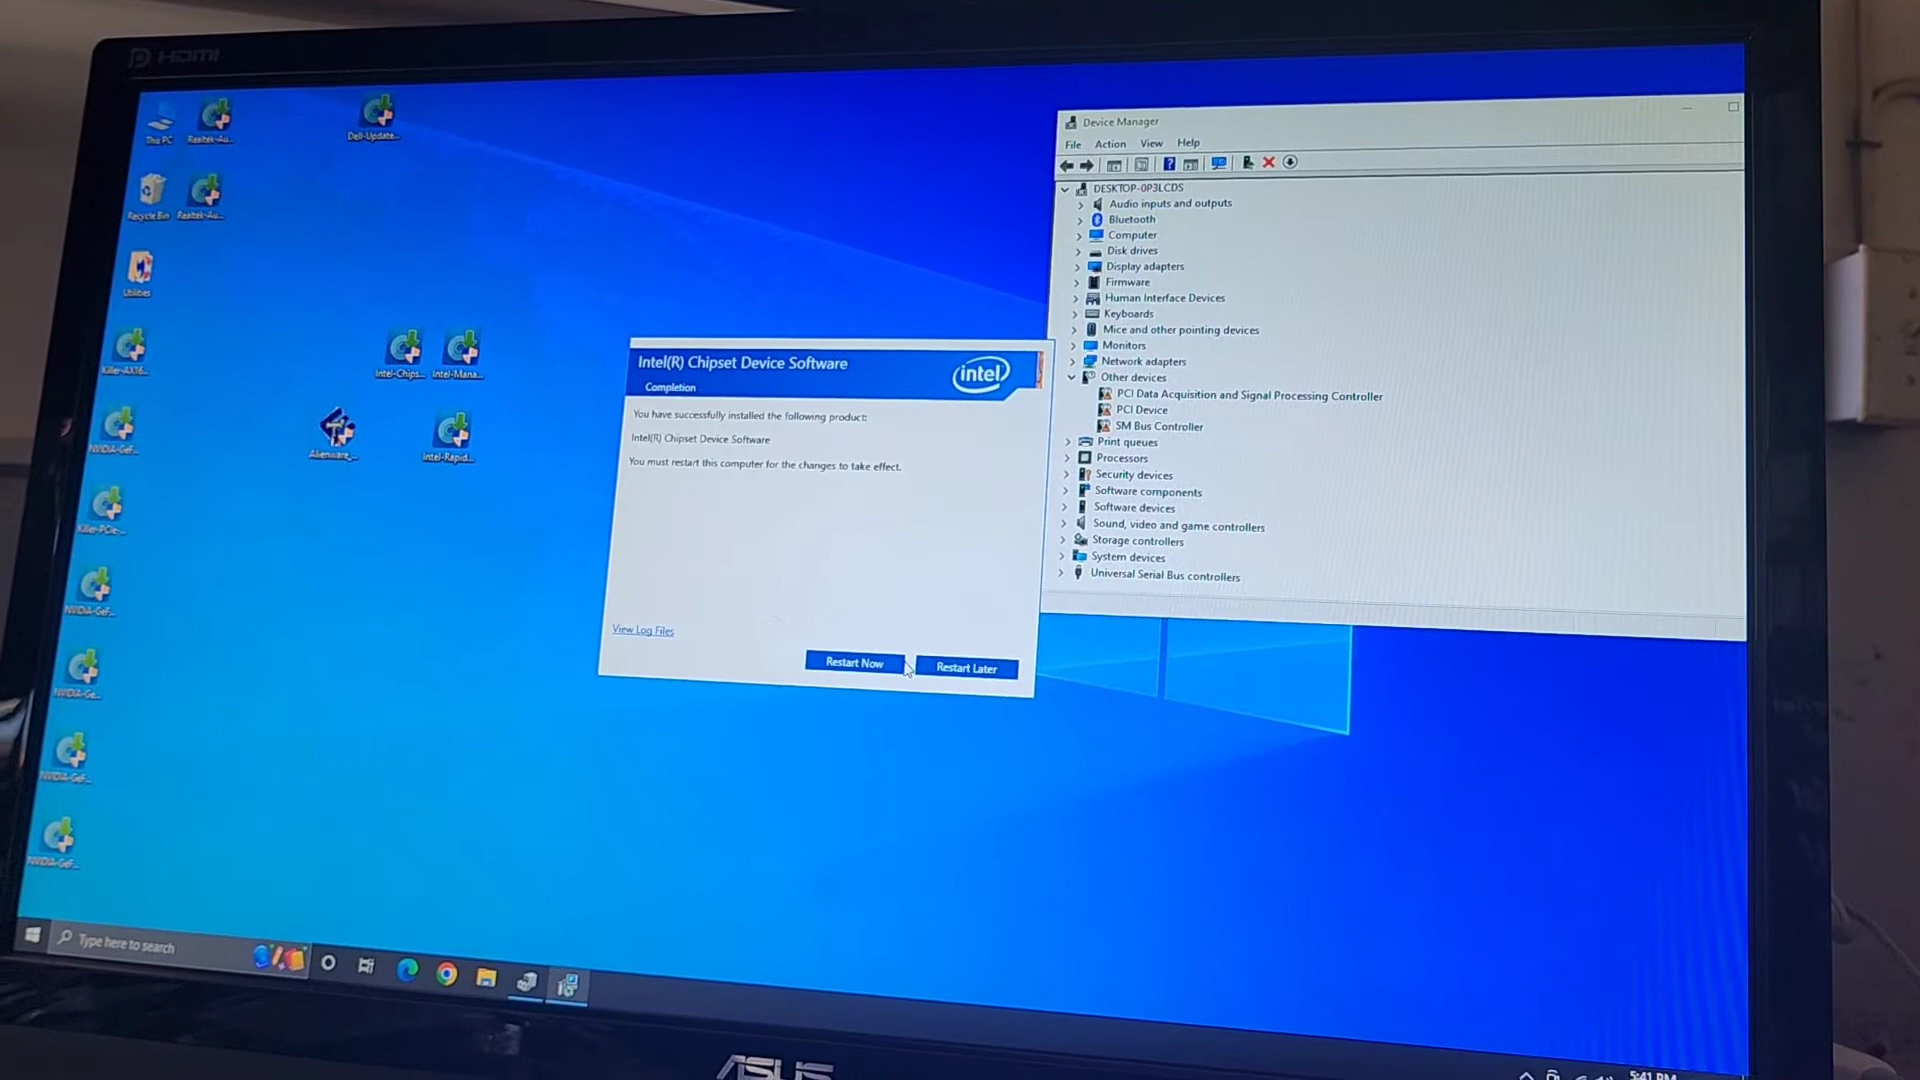 HDMI
This PC
Realtek-Au...
Dell-Update...
Recycle Bin
Realtek-Au...
Utilities
Killer-AX16...
Intel-Chips...
Intel-Mana...
NVIDIA-GeF...
Alienware_...
Intel-Rapid...
Killer-PCIe-...
NVIDIA-GeF...
NVIDIA-Ge...
NVIDIA-GeF...
NVIDIA-GeF...
Intel(R) Chipset Device Software
Completion
intel
You have successfully installed the following product:
Intel(R) Chipset Device Software
You must restart this computer for the changes to take effect.
View Log Files
Restart Now
Restart Later
Device Manager
File Action View Help
DESKTOP-0P3LCDS
Audio inputs and outputs
Bluetooth
Computer
Disk drives
Display adapters
Firmware
Human Interface Devices
Keyboards
Mice and other pointing devices
Monitors
Network adapters
Other devices
PCI Data Acquisition and Signal Processing Controller
PCI Device
SM Bus Controller
Print queues
Processors
Security devices
Software components
Software devices
Sound, video and game controllers
Storage controllers
System devices
Universal Serial Bus controllers
Type here to search
5:41 PM
ASUS